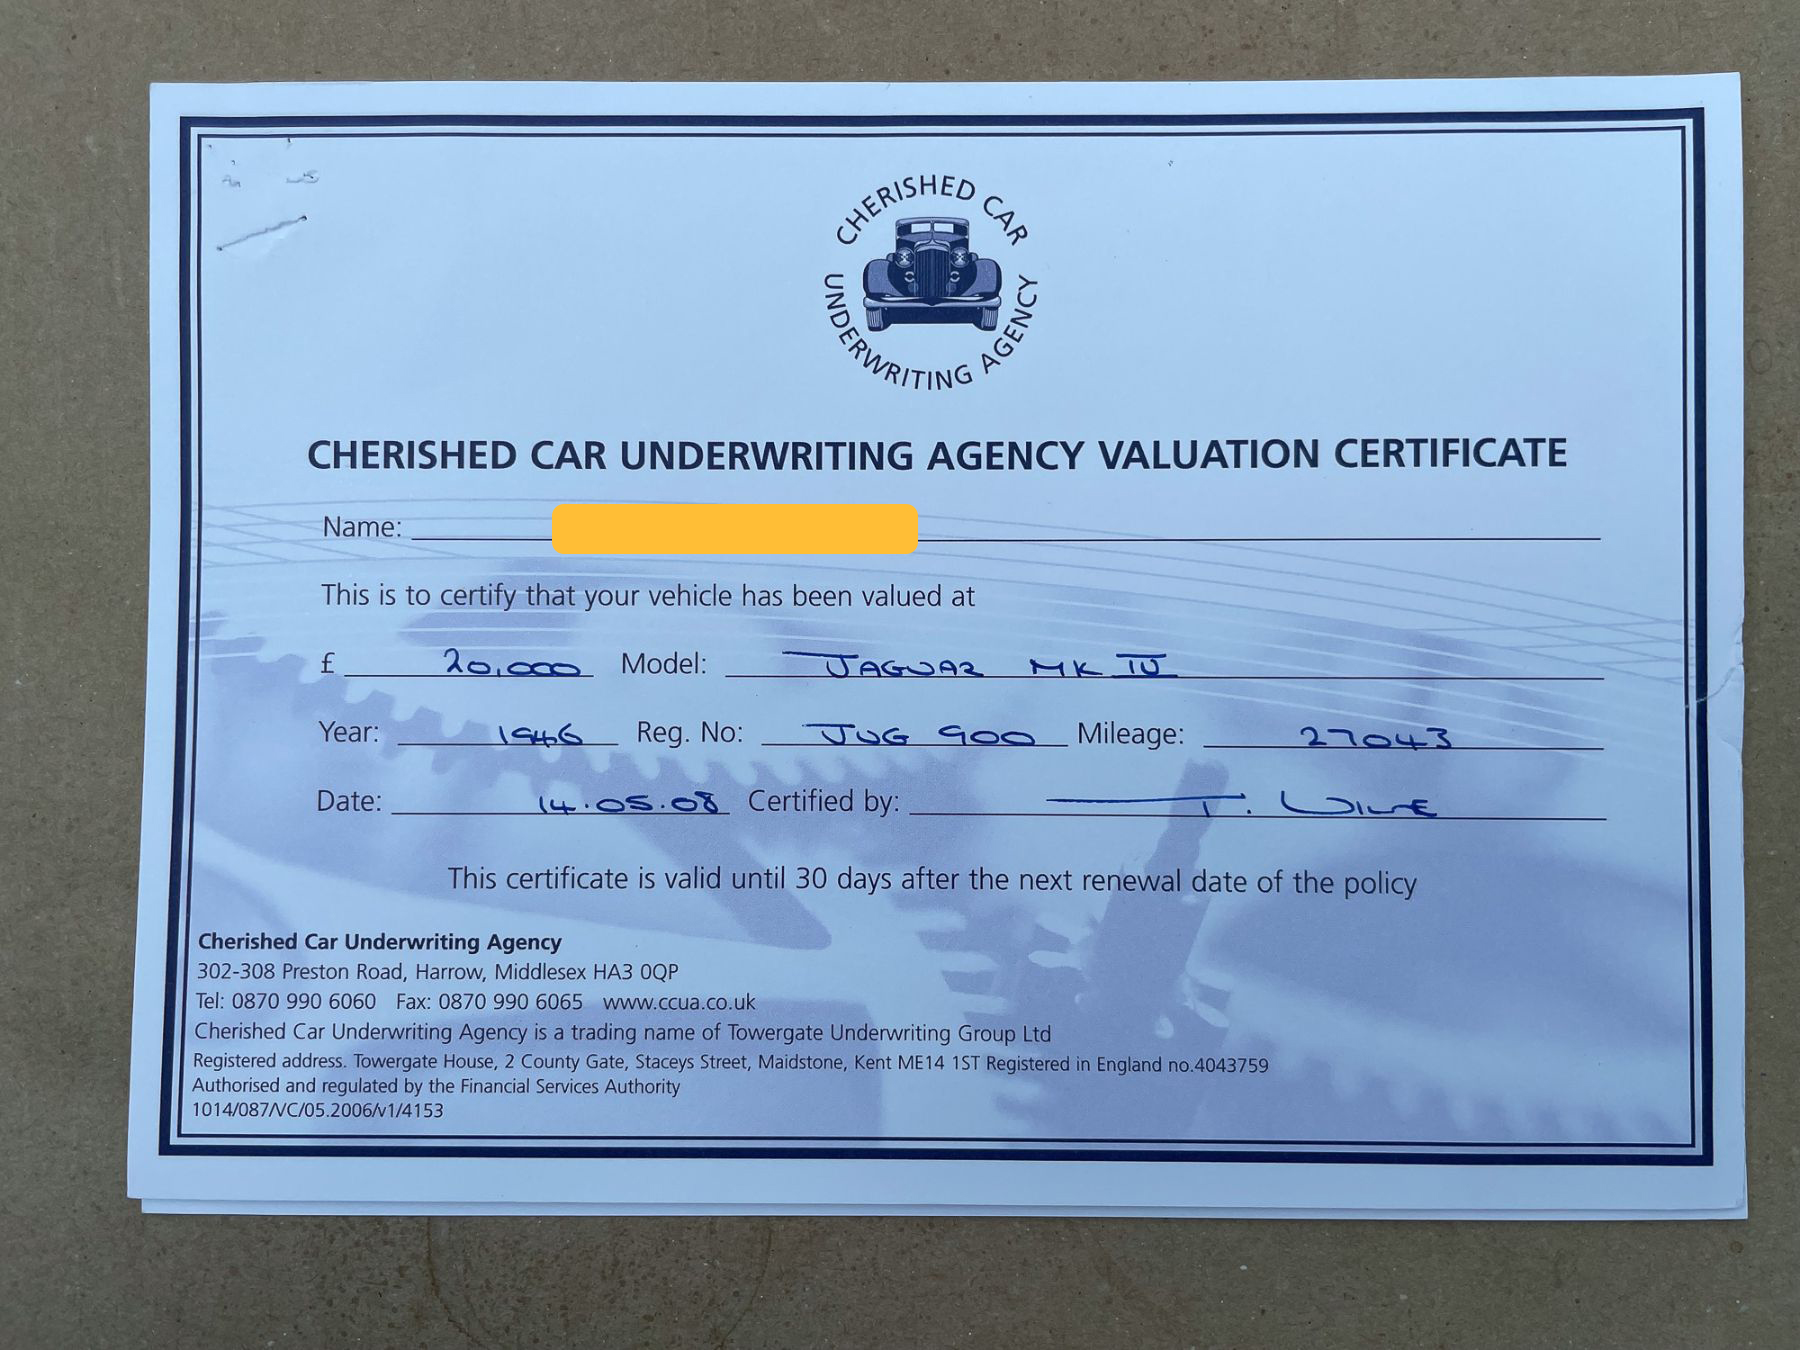 CHERISHED CAR
UNDERWRITING AGENCY
CHERISHED CAR UNDERWRITING AGENCY VALUATION CERTIFICATE
Name:
This is to certify that your vehicle has been valued at
£ 20,000 Model: JAGUAR MK IV
Year: 1946 Reg. No: JUG 900 Mileage: 27043
Date: 14.05.08 Certified by: T.
This certificate is valid until 30 days after the next renewal date of the policy
Cherished Car Underwriting Agency
302-308 Preston Road, Harrow, Middlesex HA3 0QP
Tel: 0870 990 6060 Fax: 0870 990 6065 www.ccua.co.uk
Cherished Car Underwriting Agency is a trading name of Towergate Underwriting Group Ltd
Registered address. Towergate House, 2 County Gate, Staceys Street, Maidstone, Kent ME14 1ST Registered in England no.4043759
Authorised and regulated by the Financial Services Authority
1014/087/VC/05.2006/v1/4153